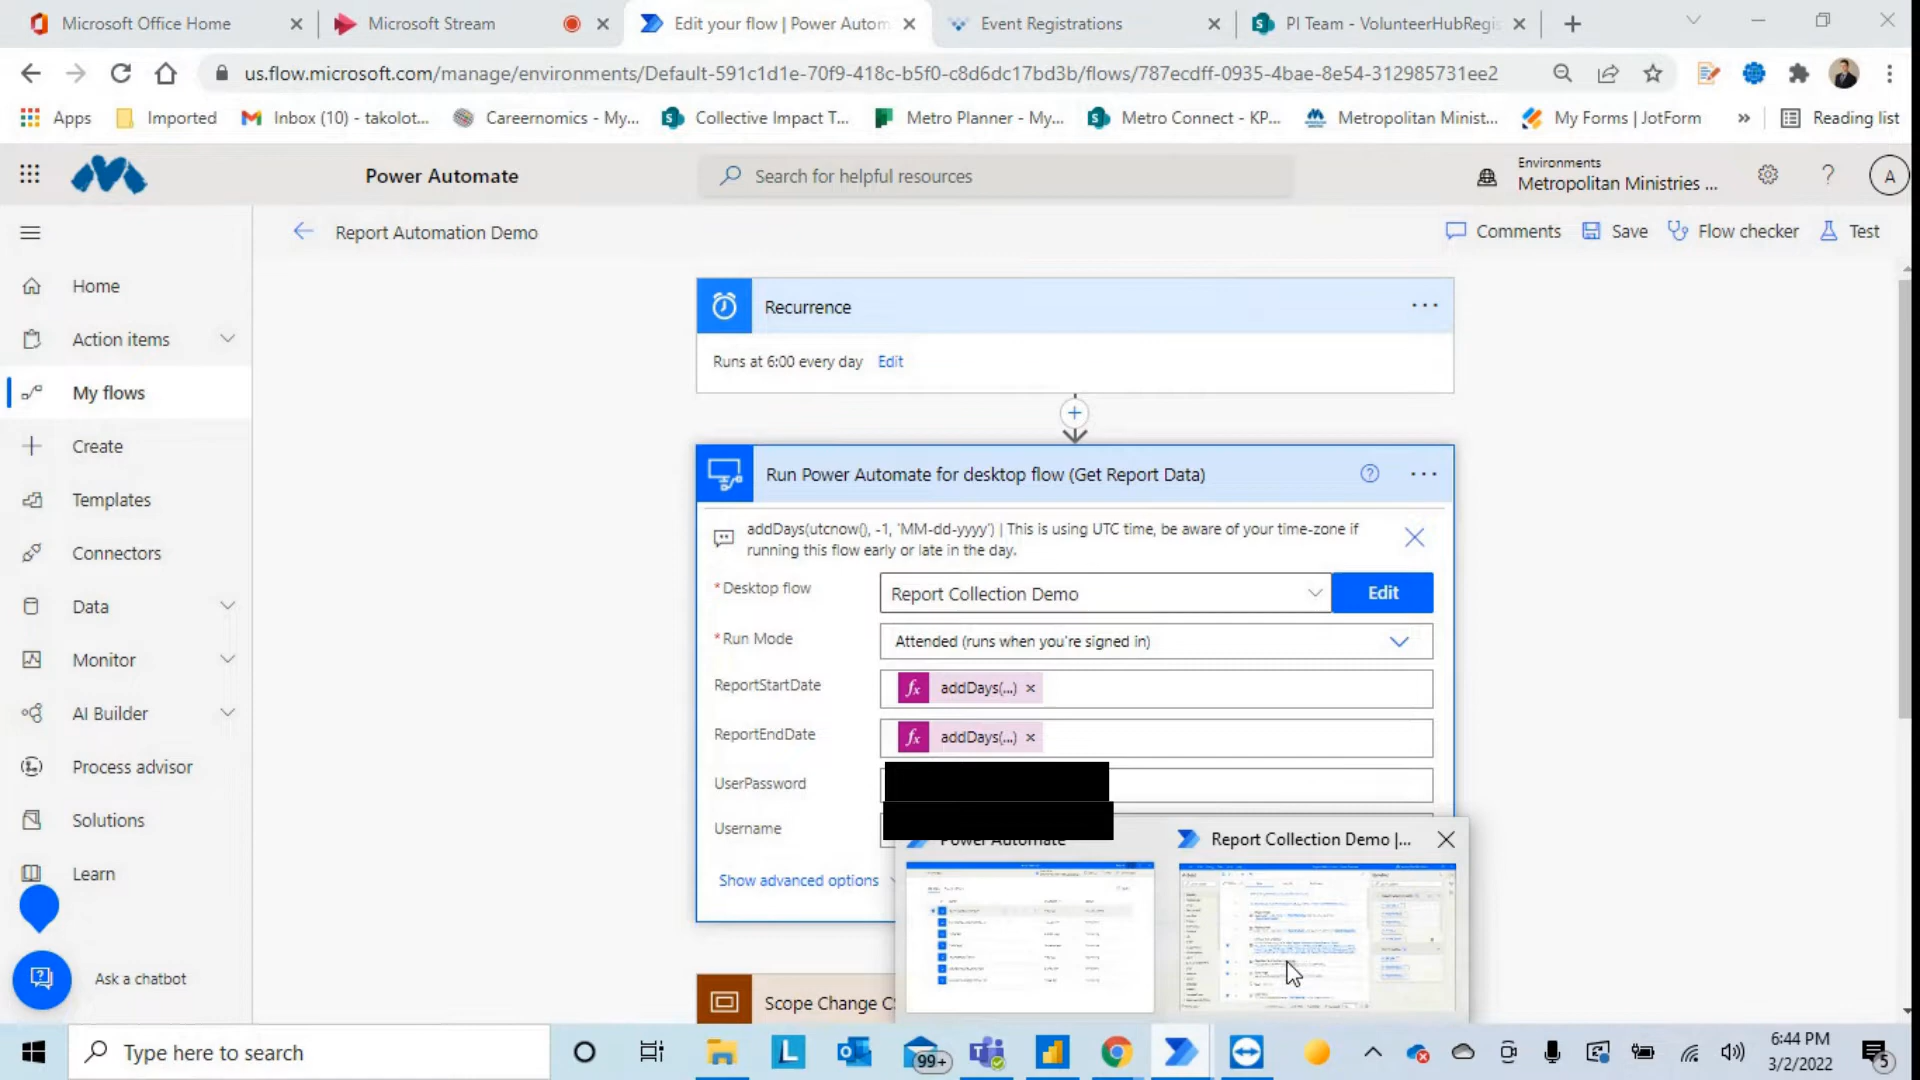 Microsoft Office Home
Microsoft Stream
Edit your flow | Power Autom
Event Registrations
PI Team - VolunteerHubRegis
us.flow.microsoft.com/manage/environments/Default-591c1d1e-70f9-418c-b5f0-c8d6dc17bd3b/flows/787ecdff-0935-4bae-8e54-312985731ee2
Apps
Imported
Inbox (10) - takolot...
Careernomics - My...
Collective Impact T...
Metro Planner - My...
Metro Connect - KP...
Metropolitan Minist...
My Forms | JotForm
»
Reading list
Power Automate
Search for helpful resources
Environments
Metropolitan Ministries ...
?
A
Report Automation Demo
Comments
Save
Flow checker
Test
Home
Action items
My flows
Create
Templates
Connectors
Data
Monitor
AI Builder
Process advisor
Solutions
Learn
Ask a chatbot
Recurrence
Runs at 6:00 every day Edit
Run Power Automate for desktop flow (Get Report Data)
addDays(utcnow(), -1, 'MM-dd-yyyy') | This is using UTC time, be aware of your time-zone if
running this flow early or late in the day.
* Desktop flow
Report Collection Demo
Edit
* Run Mode
Attended (runs when you're signed in)
ReportStartDate
fx addDays(...) ×
ReportEndDate
fx addDays(...) ×
UserPassword
Username
Power Automate
Report Collection Demo |...
Show advanced options
Scope Change C
Type here to search
99+
6:44 PM
3/2/2022
5